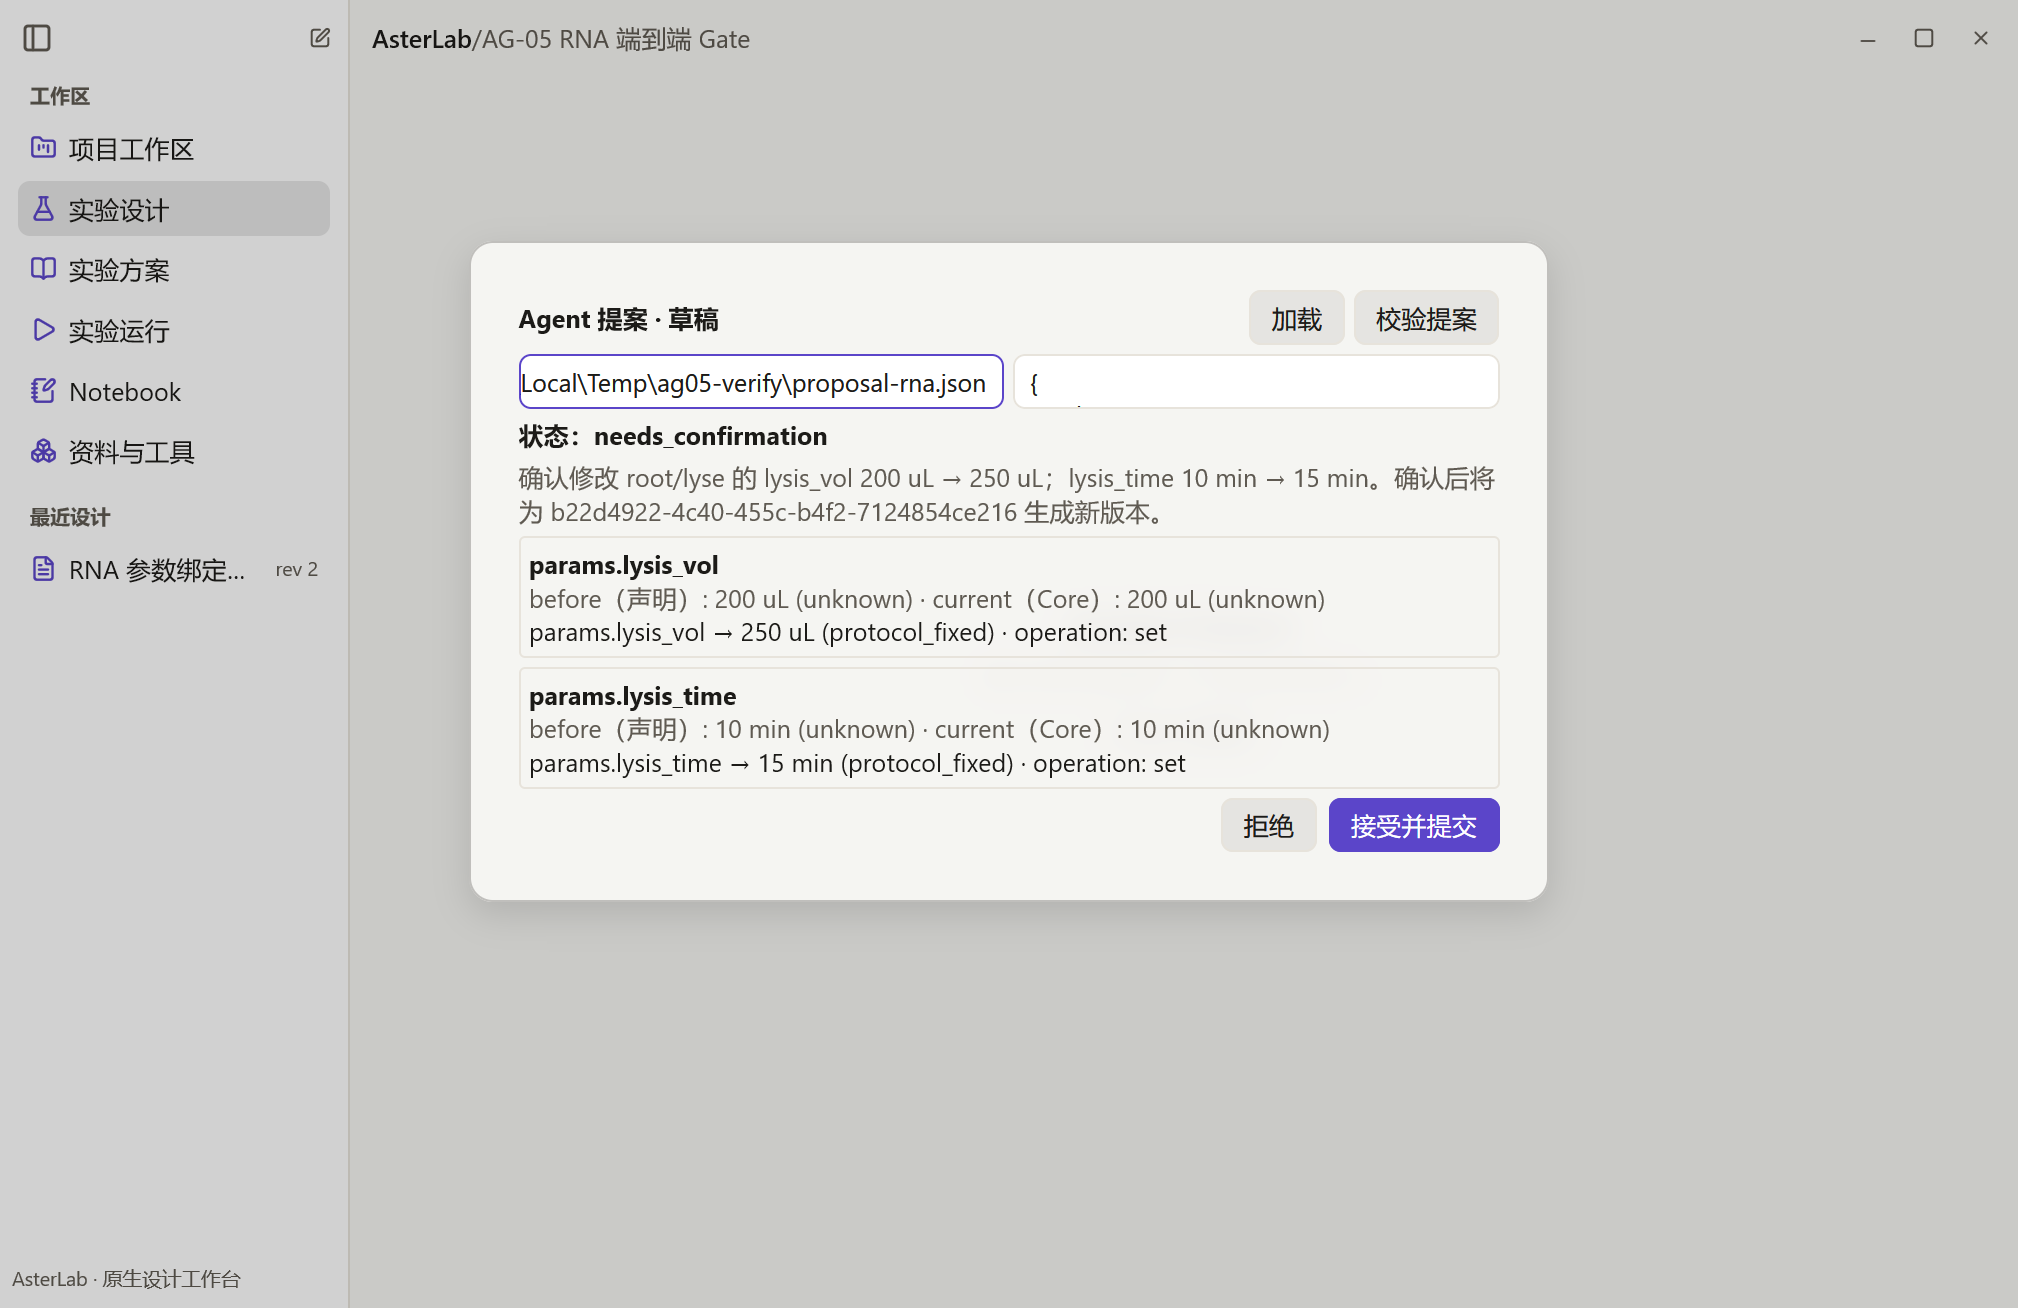 AsterLab/AG-05 RNA 端到端 Gate
工作区
项目工作区
实验设计
实验方案
实验运行
Notebook
资料与工具
最近设计
RNA 参数绑定... rev 2
AsterLab · 原生设计工作台
Agent 提案 · 草稿
加载
校验提案
Local\Temp\ag05-verify\proposal-rna.json
{
状态：needs_confirmation
确认修改 root/lyse 的 lysis_vol 200 uL → 250 uL；lysis_time 10 min → 15 min。确认后将
为 b22d4922-4c40-455c-b4f2-7124854ce216 生成新版本。
params.lysis_vol
before（声明）: 200 uL (unknown) · current（Core）: 200 uL (unknown)
params.lysis_vol → 250 uL (protocol_fixed) · operation: set
params.lysis_time
before（声明）: 10 min (unknown) · current（Core）: 10 min (unknown)
params.lysis_time → 15 min (protocol_fixed) · operation: set
拒绝
接受并提交